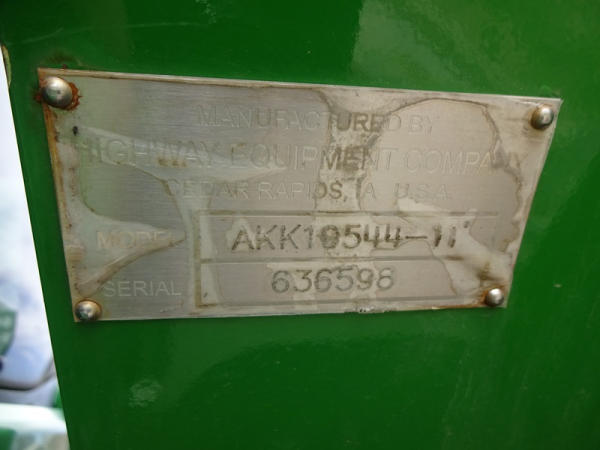 MANUFACTURED BY
HIGHWAY EQUIPMENT COMPANY
CEDAR RAPIDS, IA U.S.A.
MODEL AKK10544-11
SERIAL 636598